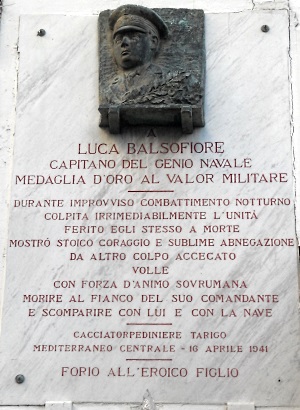 A
LUCA BALSOFIORE
CAPITANO DEL GENIO NAVALE
MEDAGLIA D'ORO AL VALOR MILITARE
DURANTE IMPROVVISO COMBATTIMENTO NOTTURNO
COLPITA IRRIMEDIABILMENTE L'UNITÀ
FERITO EGLI STESSO A MORTE
MOSTRÒ STOICO CORAGGIO E SUBLIME ABNEGAZIONE
DA ALTRO COLPO ACCECATO
VOLLE
CON FORZA D'ANIMO SOVRUMANA
MORIRE AL FIANCO DEL SUO COMANDANTE
E SCOMPARIRE CON LUI E CON LA NAVE
CACCIATORPEDINIERE TARIGO
MEDITERRANEO CENTRALE - 16 APRILE 1941
FORIO ALL'EROICO FIGLIO